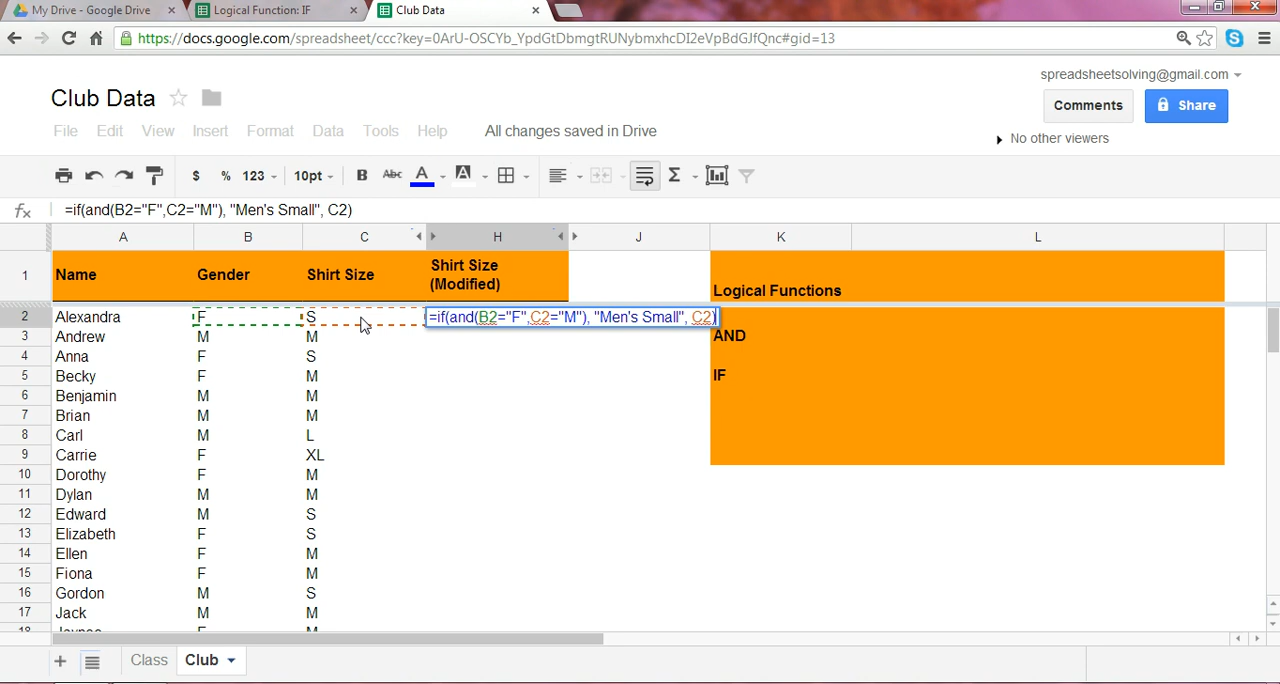 My Drive - Google Drive
Logical Function: IF
Club Data
https://docs.google.com/spreadsheet/ccc?key=0ArU-OSCYb_YpdGtDbmgtRUNybmxhcDI2eVpBdGJfQnc#gid=13
spreadsheetsolving@gmail.com
Club Data
Comments
Share
File Edit View Insert Format Data Tools Help All changes saved in Drive
No other viewers
$ % 123 10pt B Abc A A Σ
fx =if(and(B2="F",C2="M"), "Men's Small", C2)
A B C H J K L
1 Name Gender Shirt Size Shirt Size
(Modified)
Logical Functions
2 Alexandra F S =if(and(B2="F",C2="M"), "Men's Small", C2)
3 Andrew M M AND
4 Anna F S
5 Becky F M IF
6 Benjamin M M
7 Brian M M
8 Carl M L
9 Carrie F XL
10 Dorothy F M
11 Dylan M M
12 Edward M S
13 Elizabeth F S
14 Ellen F M
15 Fiona F M
16 Gordon M S
17 Jack M M
18
+ Class Club